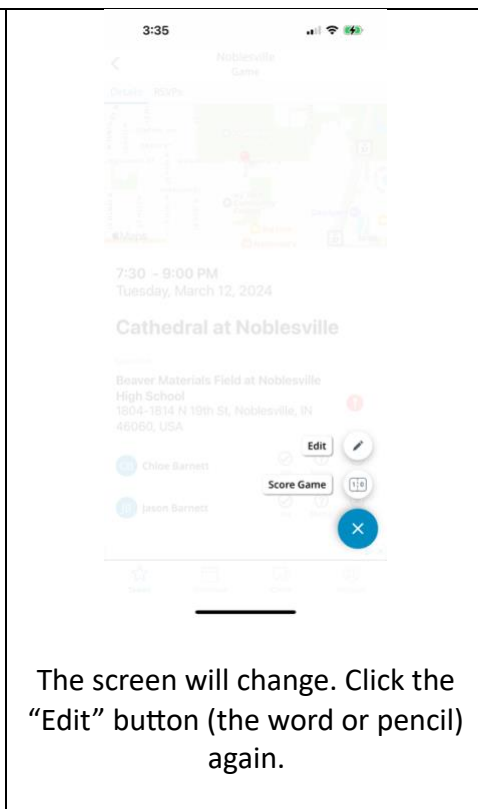 3:35
Noblesville
Game
Details RSVPs
Maps
7:30 - 9:00 PM
Tuesday, March 12, 2024
Cathedral at Noblesville
Beaver Materials Field at Noblesville
High School
1804-1814 N 19th St, Noblesville, IN
46060, USA
Edit
Chloe Barnett
Score Game
1 0
Jason Barnett
The screen will change. Click the
“Edit” button (the word or pencil)
again.